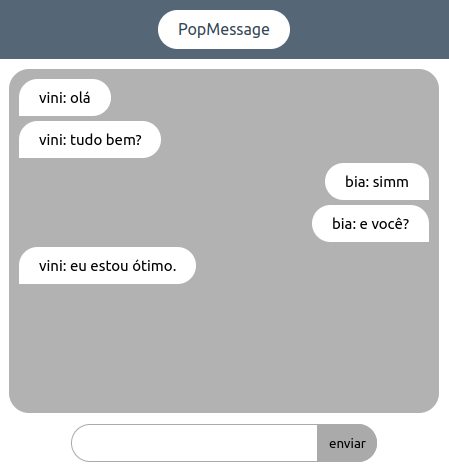 PopMessage
vini: olá
vini: tudo bem?
bia: simm
bia: e você?
vini: eu estou ótimo.
enviar